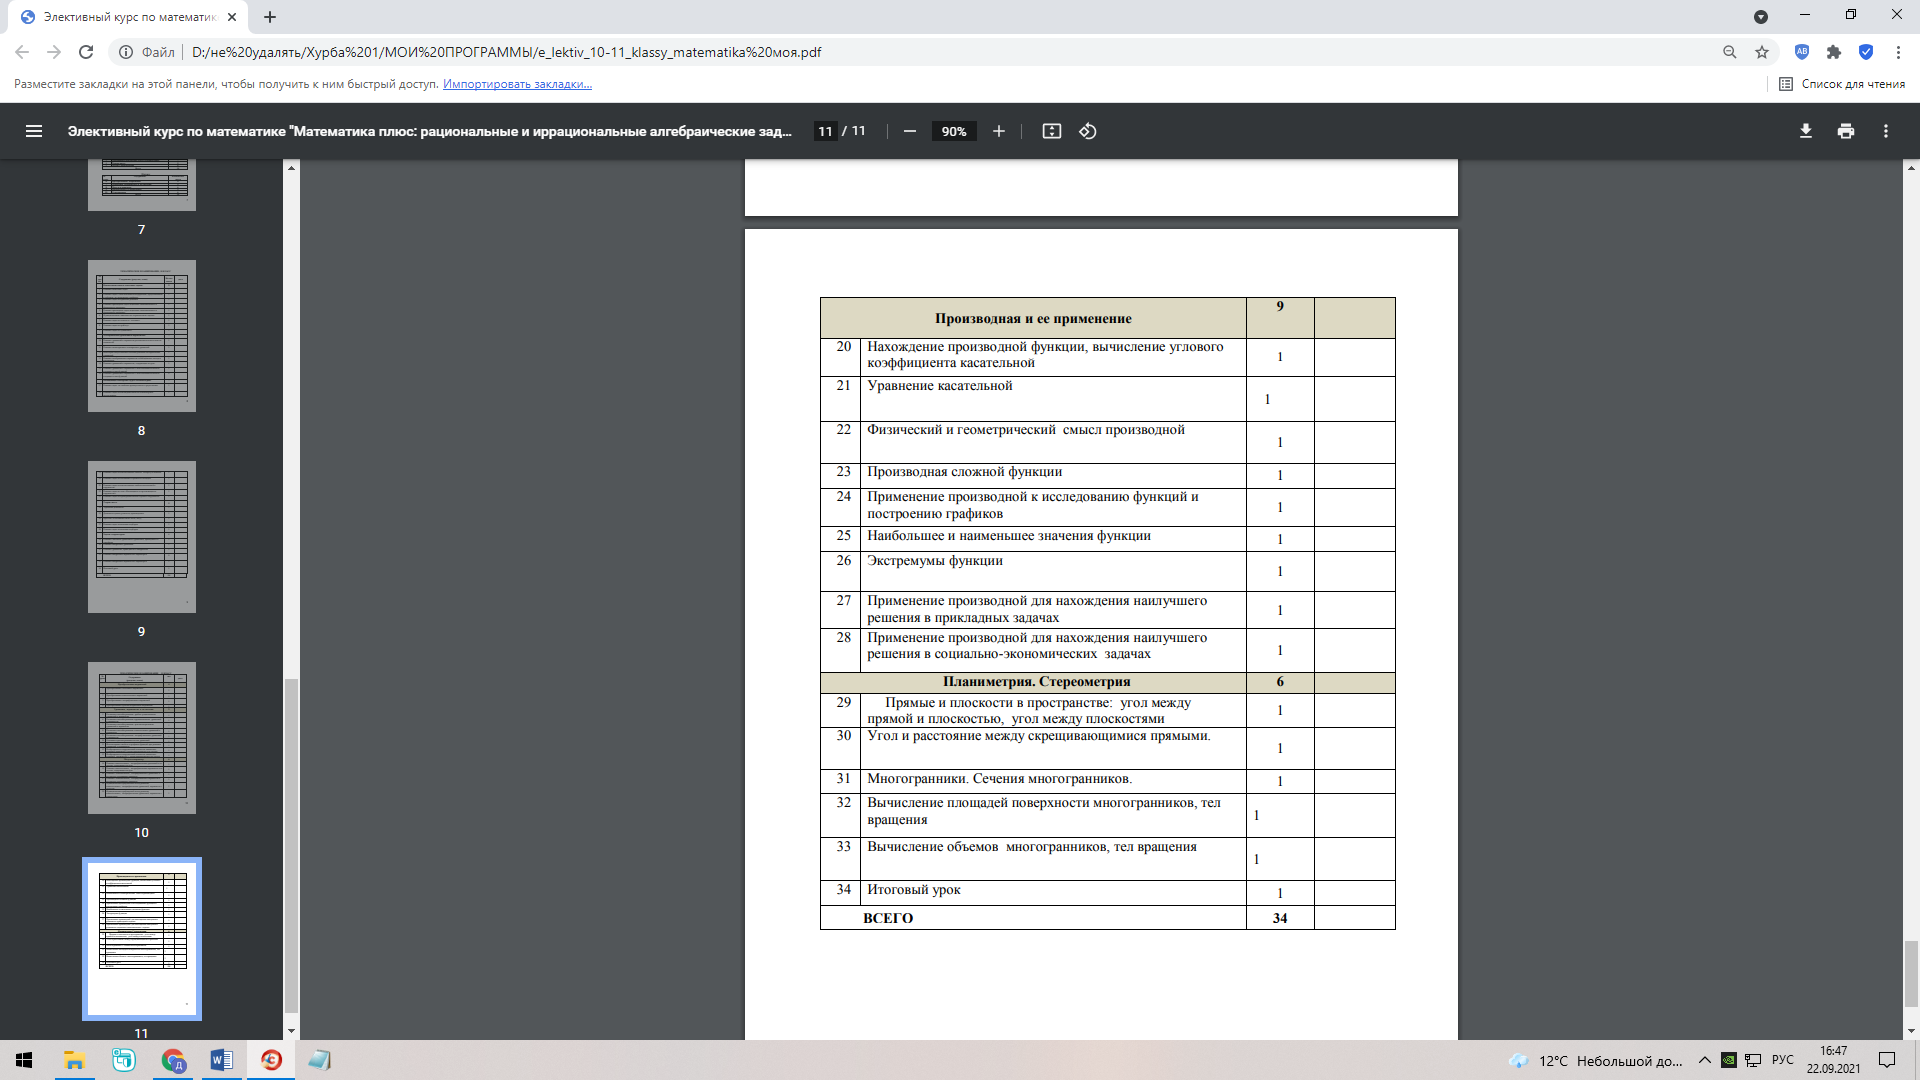 Элективный курс по математике
Файл
D:/не%20удалять/Хурба%201/МОИ%20ПРОГРАММЫ/e_lektiv_10-11_klassy_matematika%20моя.pdf
Разместите закладки на этой панели, чтобы получить к ним быстрый доступ. Импортировать закладки...
Список для чтения
Элективный курс по математике "Математика плюс: рациональные и иррациональные алгебраические зад...
11 / 11
90%
7
8
9
10
11
Производная и ее применение 9
20 Нахождение производной функции, вычисление углового
коэффициента касательной 1
21 Уравнение касательной 1
22 Физический и геометрический смысл производной 1
23 Производная сложной функции 1
24 Применение производной к исследованию функций и
построению графиков 1
25 Наибольшее и наименьшее значения функции 1
26 Экстремумы функции 1
27 Применение производной для нахождения наилучшего
решения в прикладных задачах 1
28 Применение производной для нахождения наилучшего
решения в социально-экономических задачах 1
Планиметрия. Стереометрия 6
29 Прямые и плоскости в пространстве: угол между
прямой и плоскостью, угол между плоскостями 1
30 Угол и расстояние между скрещивающимися прямыми. 1
31 Многогранники. Сечения многогранников. 1
32 Вычисление площадей поверхности многогранников, тел
вращения 1
33 Вычисление объемов многогранников, тел вращения 1
34 Итоговый урок 1
ВСЕГО 34
12°C Небольшой до...
РУС
16:47
22.09.2021